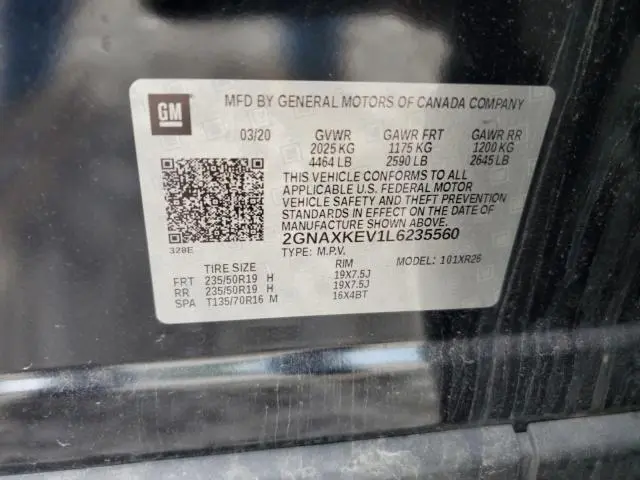 GM
MFD BY GENERAL MOTORS OF CANADA COMPANY
03/20 GVWR GAWR FRT GAWR RR
2025 KG 1175 KG 1200 KG
4464 LB 2590 LB 2645 LB
THIS VEHICLE CONFORMS TO ALL
APPLICABLE U.S. FEDERAL MOTOR
VEHICLE SAFETY AND THEFT PREVENTION
STANDARDS IN EFFECT ON THE DATE
OF MANUFACTURE SHOWN ABOVE.
2GNAXKEV1L6235560
328E
TYPE: M.P.V. MODEL: 101XR26
TIRE SIZE RIM
FRT 235/50R19 H 19X7.5J
RR 235/50R19 H 19X7.5J
SPA T135/70R16 M 16X4BT